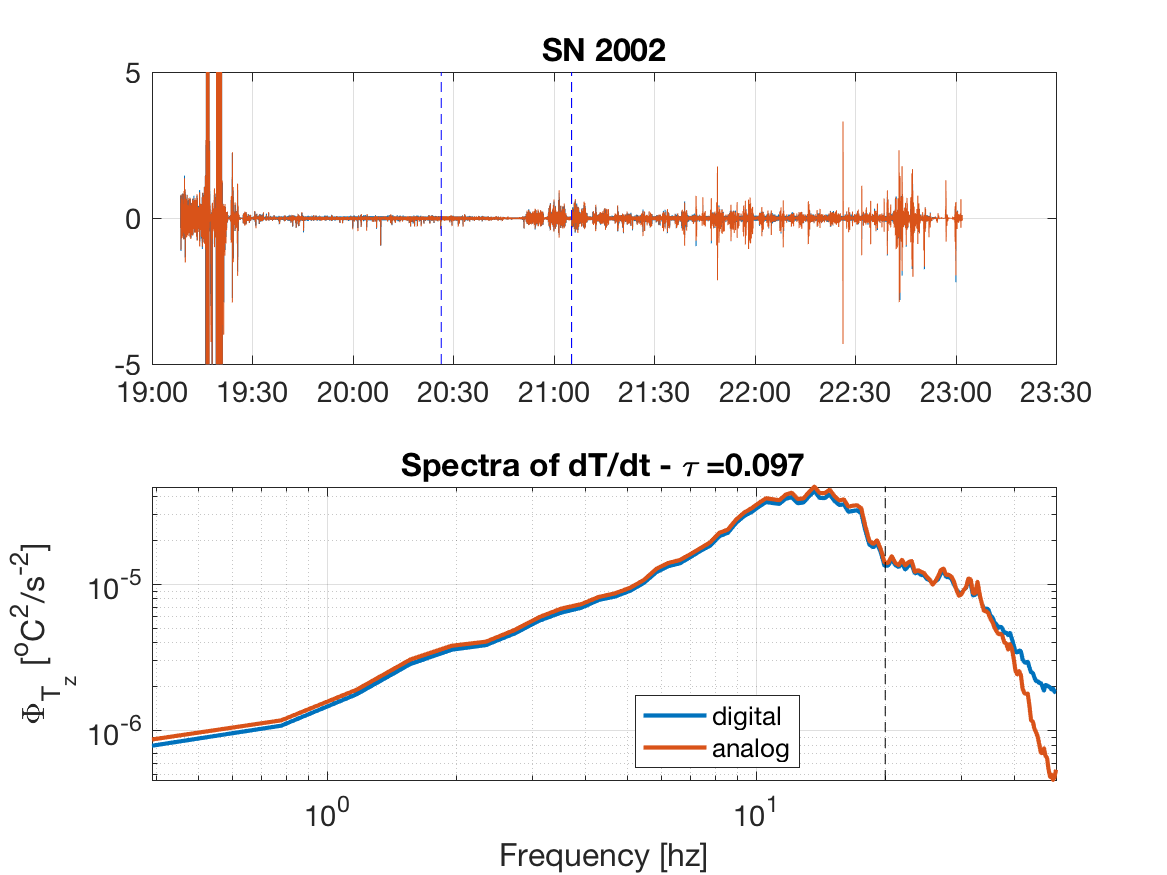 SN 2002
5
0
-5
19:00 19:30 20:00 20:30 21:00 21:30 22:00 22:30 23:00 23:30
Spectra of dT/dt - τ =0.097
Φ_{T_z} [°C²/s⁻²]
10⁻⁵
10⁻⁶
digital
analog
10⁰ 10¹
Frequency [hz]